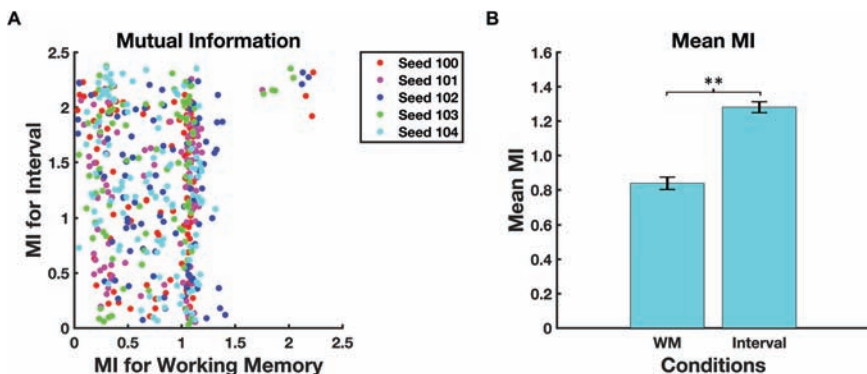 A
Mutual Information
MI for Interval
2.5
2
1.5
1
0.5
0
0 0.5 1 1.5 2 2.5
MI for Working Memory
Seed 100
Seed 101
Seed 102
Seed 103
Seed 104
B
Mean MI
Mean MI
1.6
1.4
1.2
1
0.8
0.6
0.4
0.2
0
**
WM Interval
Conditions